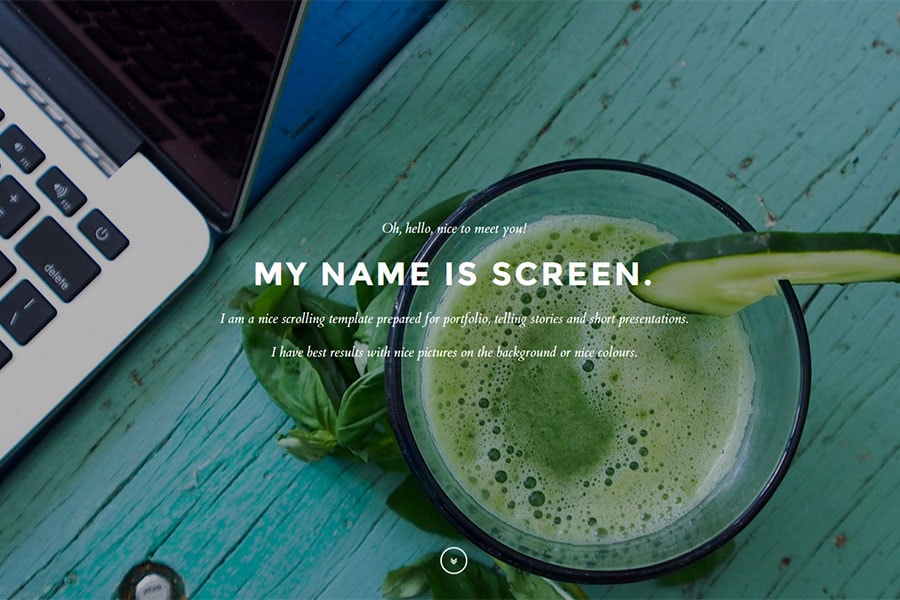 Oh, hello, nice to meet you!
MY NAME IS SCREEN.
I am a nice scrolling template prepared for portfolio, telling stories and short presentations.
I have best results with nice pictures on the background or nice colours.
delete